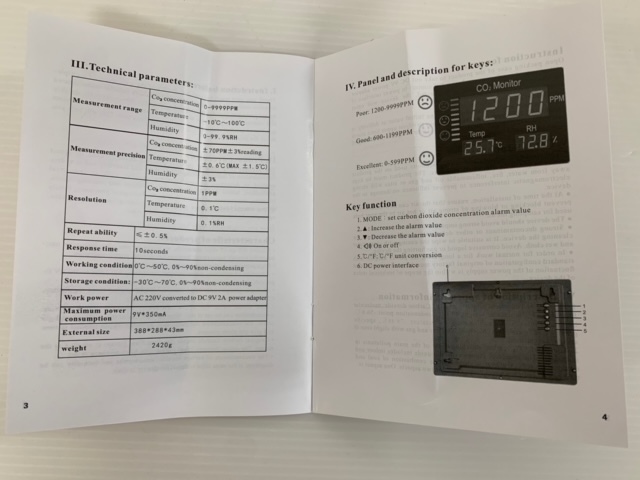 III.Technical parameters:
Measurement range
Co₂ concentration 0-9999PPM
Temperature -10℃~100℃
Humidity 0-99.9%RH
Measurement precision
Co₂ concentration ±70PPM±3%reading
Temperature ±0.6℃(MAX ±1.5℃)
Humidity ±3%
Resolution
Co₂ concentration 1PPM
Temperature 0.1℃
Humidity 0.1%RH
Repeat ability ≤±0.5%
Response time 10seconds
Working condition 0℃~50℃, 0%~90%non-condensing
Storage condition: -30℃~70℃, 0%~90%non-condensing
Work power AC 220V converted to DC 9V 2A power adapter
Maximum power consumption 9V*350mA
External size 388*288*43mm
weight 2420g
3
IV. Panel and description for keys:
Poor: 1200-9999PPM
Good: 600-1199PPM
Excellent: 0-599PPM
CO₂ Monitor
1200 PPM
Temp RH
25.7℃ 72.8%
Key function
1. MODE: set carbon dioxide concentration alarm value
2.▲: Increase the alarm value
3.▼: Decrease the alarm value
4. On or off
5.℃/℉: ℃/℉ unit conversion
6. DC power interface
1
2
3
4
5
4